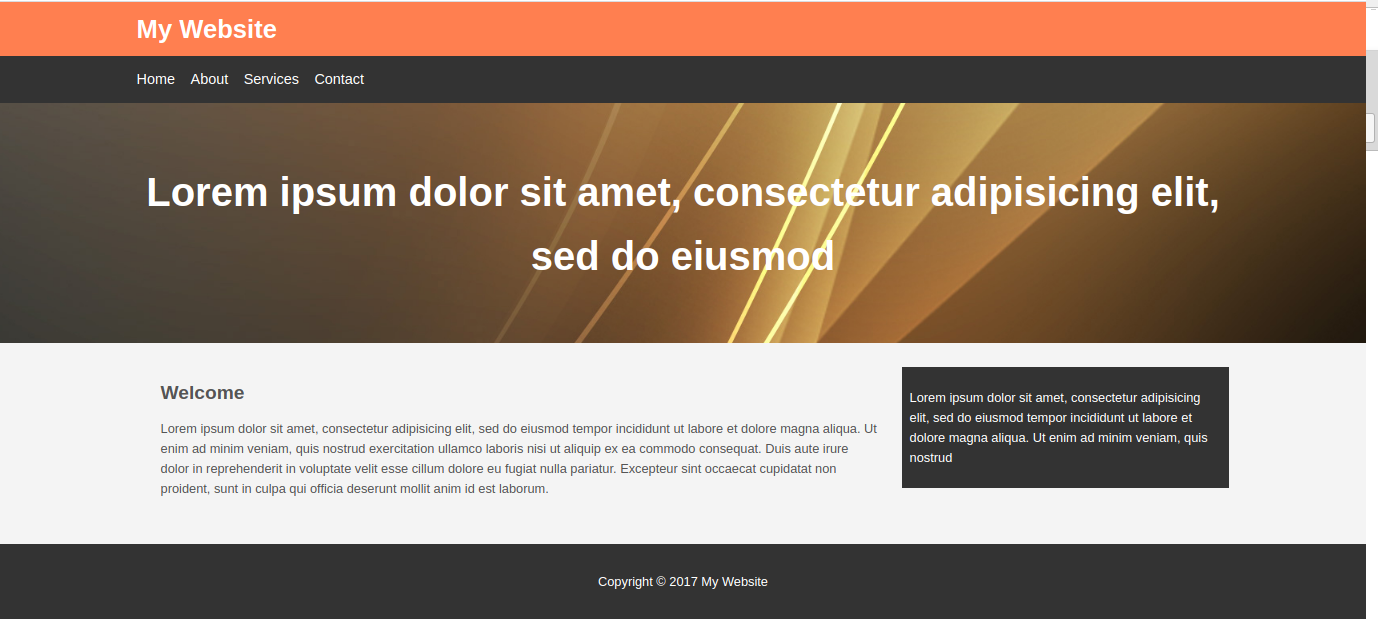 My Website
Home About Services Contact
Lorem ipsum dolor sit amet, consectetur adipisicing elit,
sed do eiusmod
Welcome
Lorem ipsum dolor sit amet, consectetur adipisicing elit, sed do eiusmod tempor incididunt ut labore et dolore magna aliqua. Ut
enim ad minim veniam, quis nostrud exercitation ullamco laboris nisi ut aliquip ex ea commodo consequat. Duis aute irure
dolor in reprehenderit in voluptate velit esse cillum dolore eu fugiat nulla pariatur. Excepteur sint occaecat cupidatat non
proident, sunt in culpa qui officia deserunt mollit anim id est laborum.
Lorem ipsum dolor sit amet, consectetur adipisicing
elit, sed do eiusmod tempor incididunt ut labore et
dolore magna aliqua. Ut enim ad minim veniam, quis
nostrud
Copyright © 2017 My Website